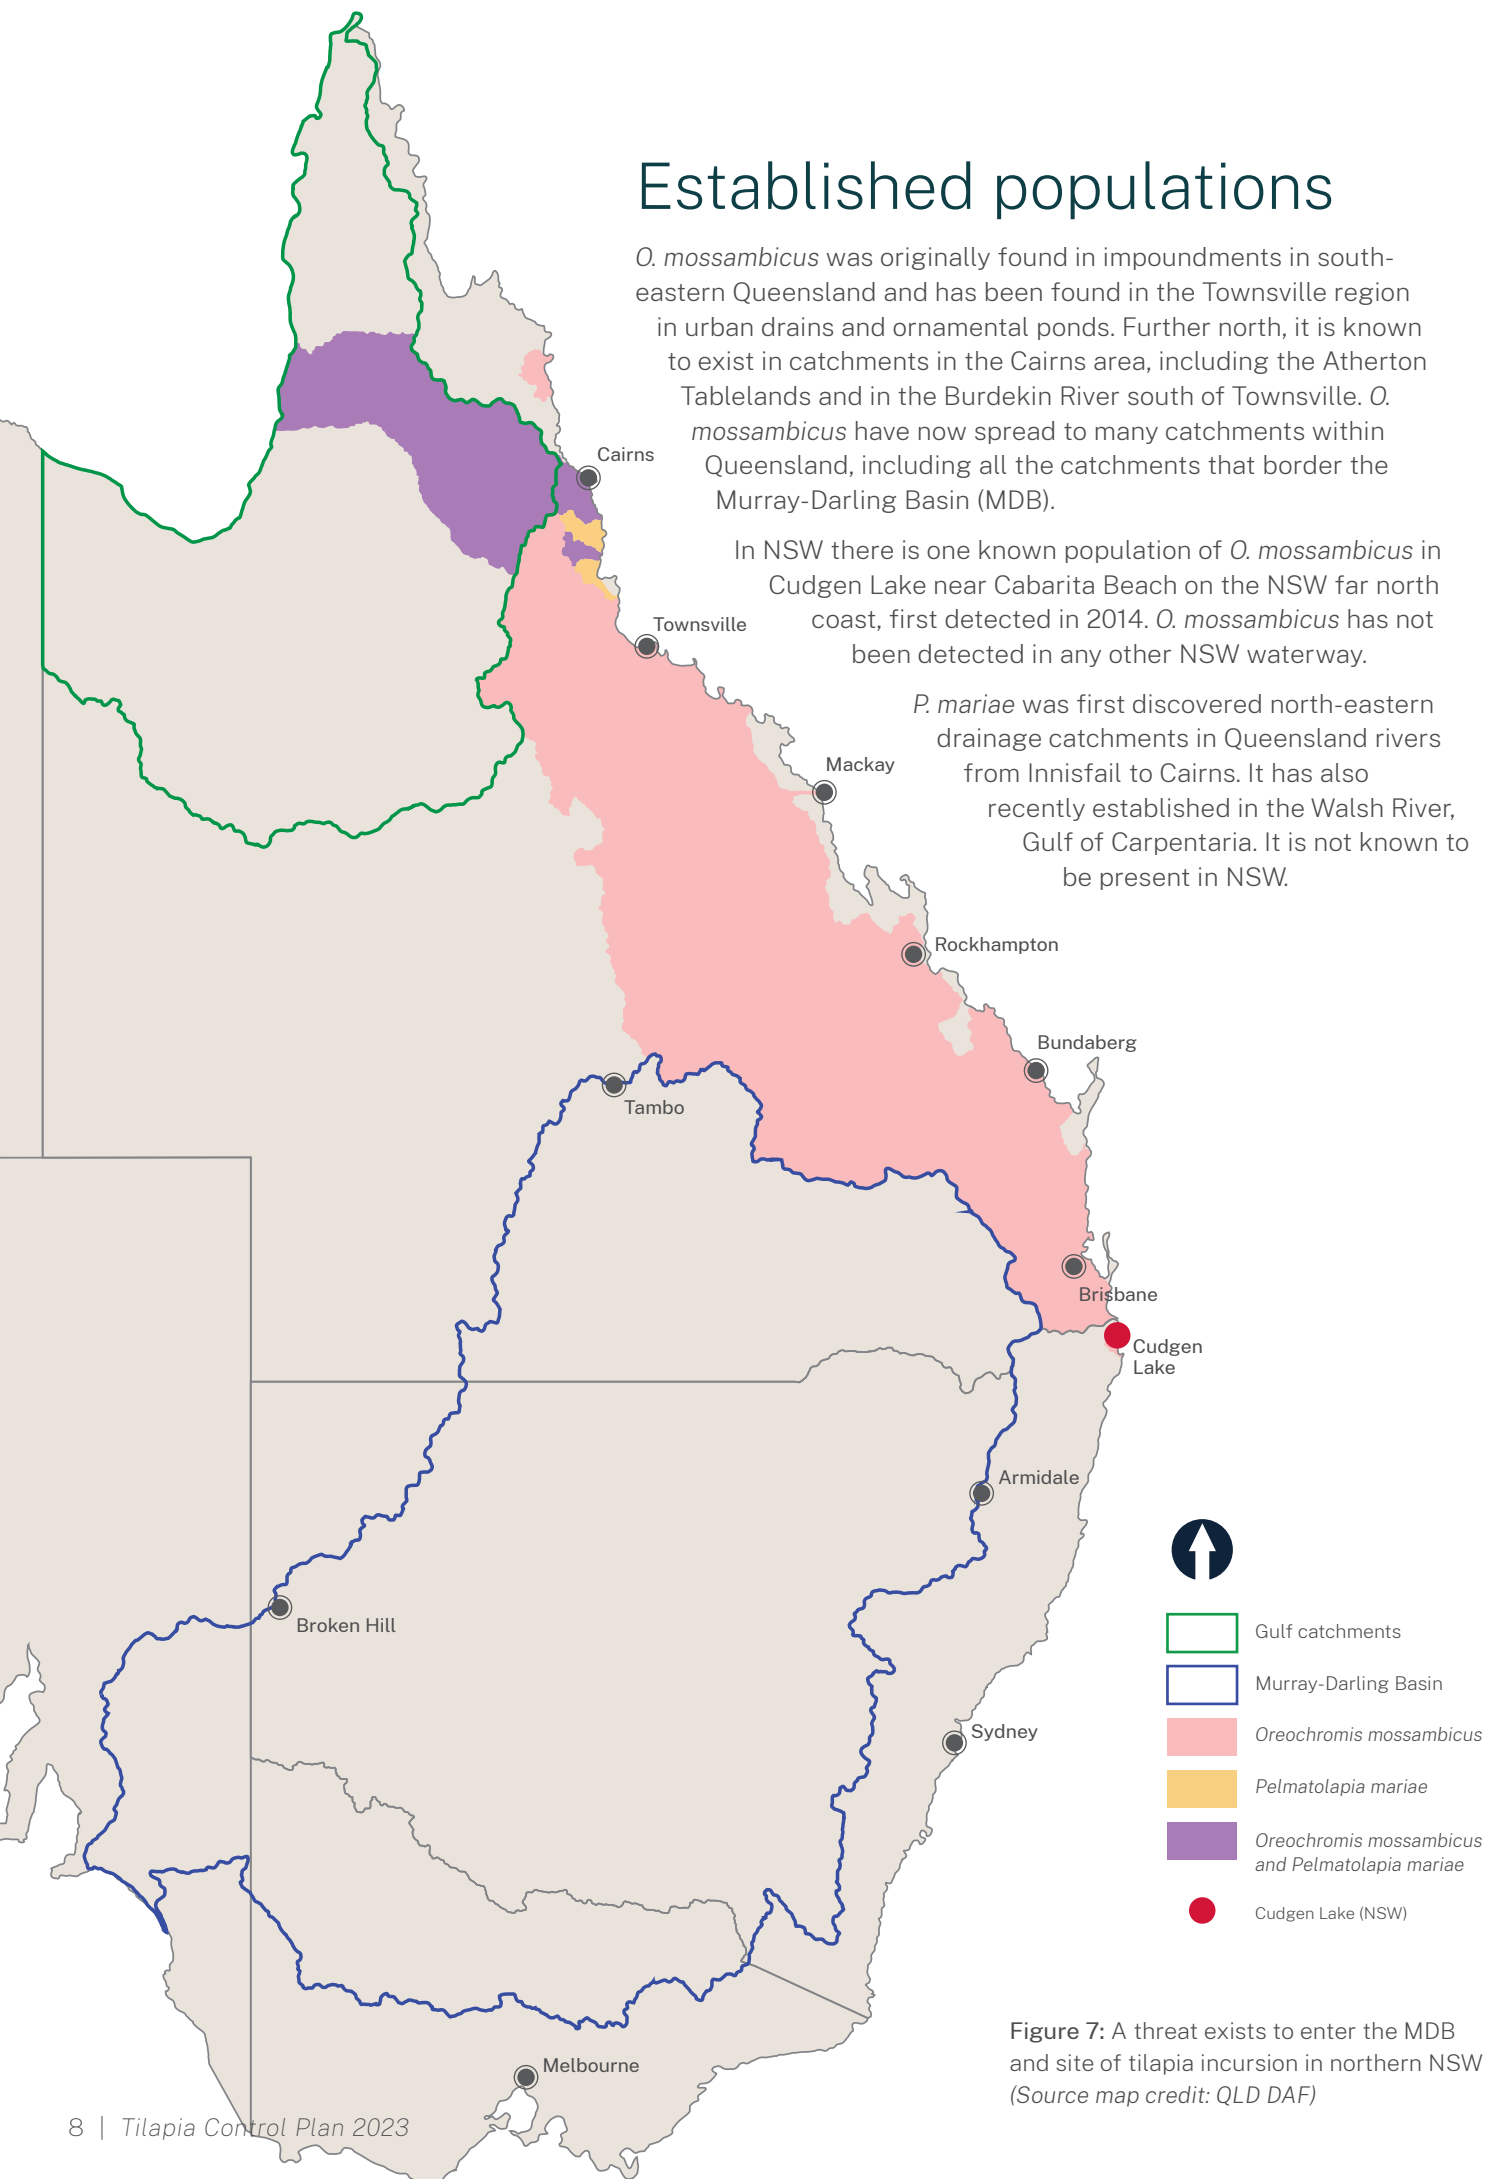 Established populations
O. mossambicus was originally found in impoundments in south-
eastern Queensland and has been found in the Townsville region
in urban drains and ornamental ponds. Further north, it is known
to exist in catchments in the Cairns area, including the Atherton
Tablelands and in the Burdekin River south of Townsville. O.
mossambicus have now spread to many catchments within
Queensland, including all the catchments that border the
Murray-Darling Basin (MDB).
In NSW there is one known population of O. mossambicus in
Cudgen Lake near Cabarita Beach on the NSW far north
coast, first detected in 2014. O. mossambicus has not
been detected in any other NSW waterway.
P. mariae was first discovered north-eastern
drainage catchments in Queensland rivers
from Innisfail to Cairns. It has also
recently established in the Walsh River,
Gulf of Carpentaria. It is not known to
be present in NSW.
Cairns
Townsville
Mackay
Rockhampton
Bundaberg
Tambo
Brisbane
Cudgen
Lake
Armidale
Broken Hill
Sydney
Melbourne
Gulf catchments
Murray-Darling Basin
Oreochromis mossambicus
Pelmatolapia mariae
Oreochromis mossambicus
and Pelmatolapia mariae
Cudgen Lake (NSW)
Figure 7: A threat exists to enter the MDB
and site of tilapia incursion in northern NSW
(Source map credit: QLD DAF)
8 | Tilapia Control Plan 2023